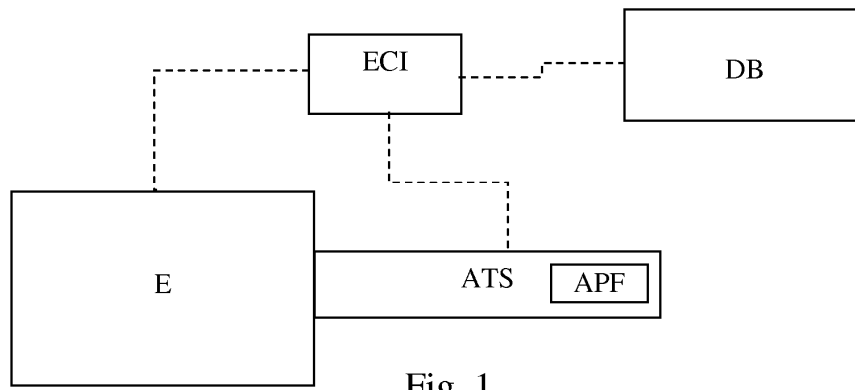 ECI
DB
E
ATS
APF
Fig. 1